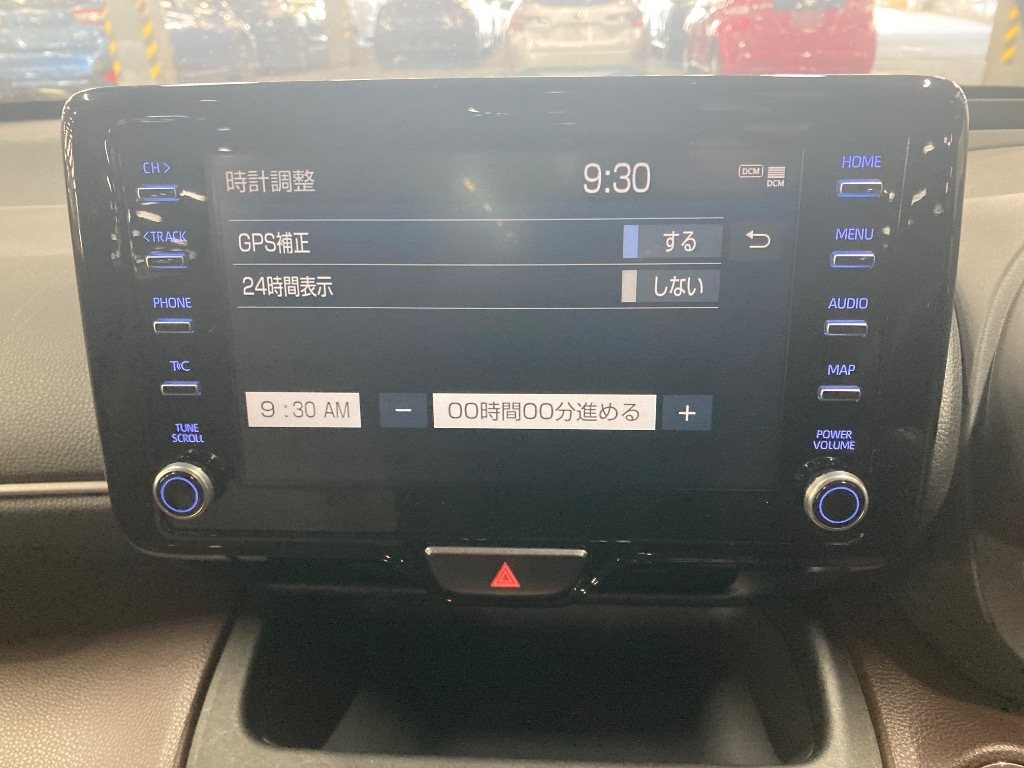 CH >
<TRACK
PHONE
T&C
TUNE
SCROLL
時計調整
9:30
DCM
DCM
GPS補正
する
24時間表示
しない
9:30 AM
−
00時間00分進める
+
HOME
MENU
AUDIO
MAP
POWER
VOLUME